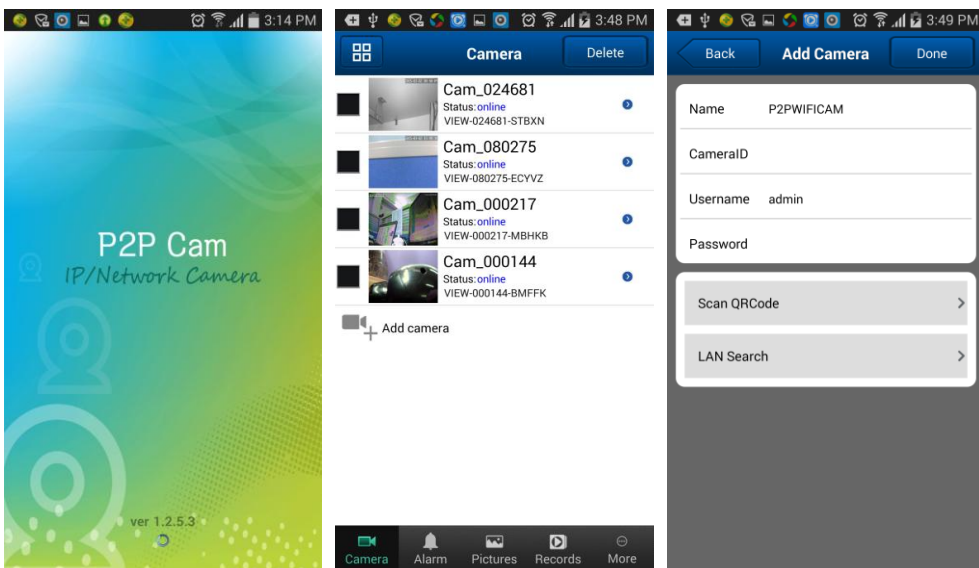 3:14 PM
P2P Cam
IP/Network Camera
ver 1.2.5.3
3:48 PM
Camera
Delete
Cam_024681
Status:online
VIEW-024681-STBXN
Cam_080275
Status:online
VIEW-080275-ECYVZ
Cam_000217
Status:online
VIEW-000217-MBHKB
Cam_000144
Status:online
VIEW-000144-BMFFK
Add camera
Camera Alarm Pictures Records More
3:49 PM
Back Add Camera Done
Name P2PWIFICAM
CameraID
Username admin
Password
Scan QRCode
LAN Search